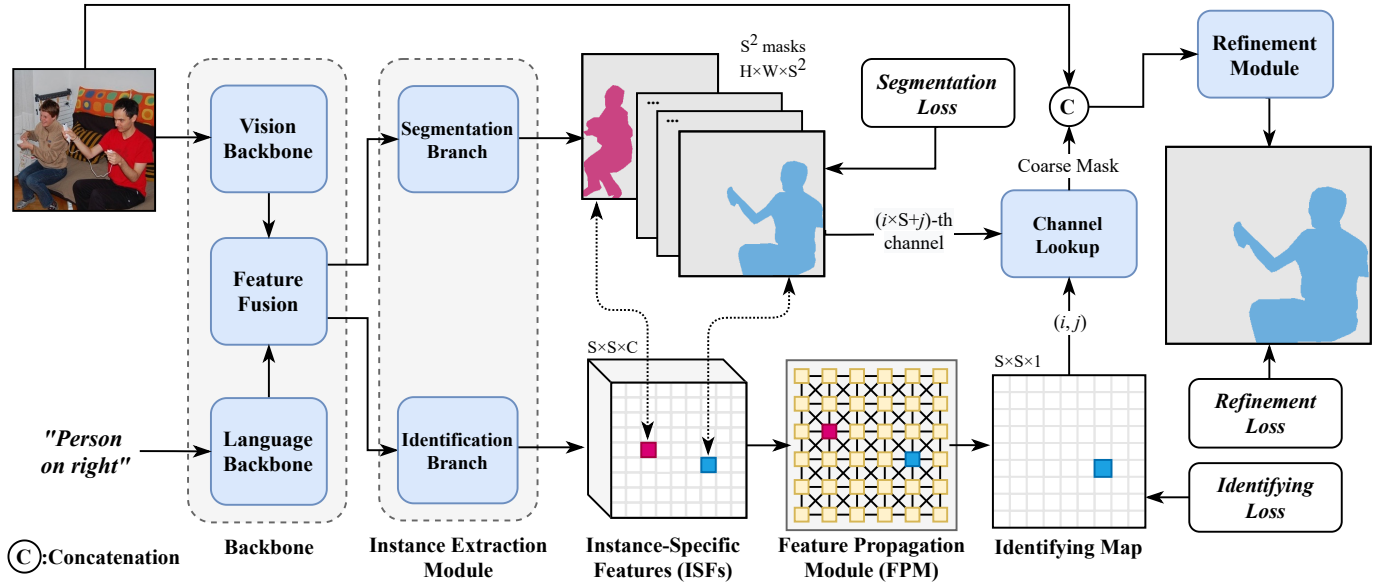 S² masks
H×W×S²
Segmentation
Loss
Refinement
Module
Vision
Backbone
Segmentation
Branch
C
...
...
Coarse Mask
Channel
Lookup
(i×S+j)-th
channel
Feature
Fusion
(i, j)
S×S×C
S×S×1
"Person
on right"
Language
Backbone
Identification
Branch
Refinement
Loss
Identifying
Loss
C:Concatenation
Backbone
Instance Extraction
Module
Instance-Specific
Features (ISFs)
Feature Propagation
Module (FPM)
Identifying Map